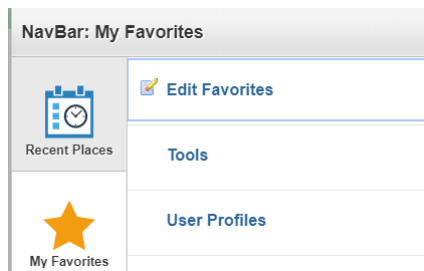 NavBar: My Favorites
Edit Favorites
Recent Places
Tools
User Profiles
My Favorites